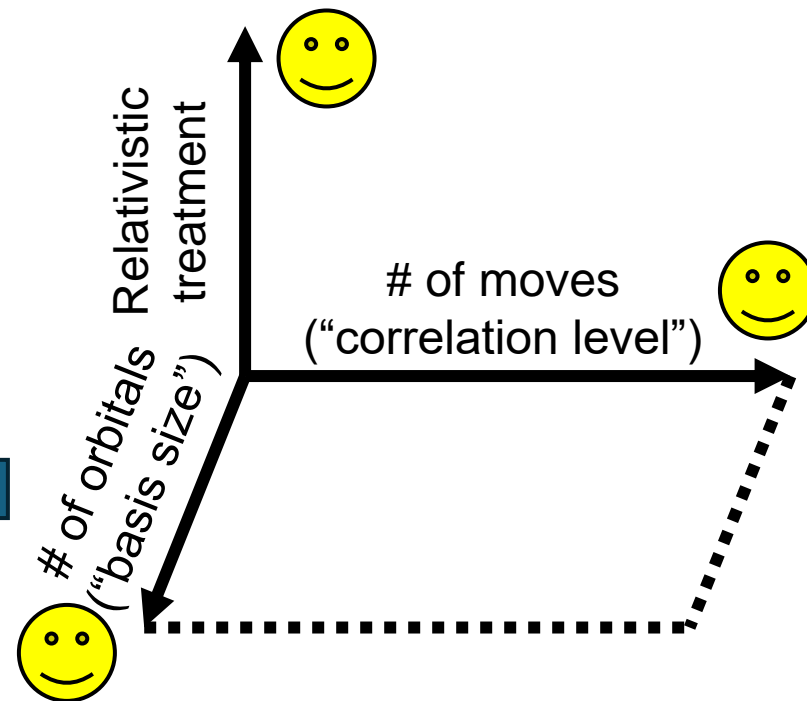 Relativistic
treatment
# of moves
(“correlation level”)
# of orbitals
(“basis size”)